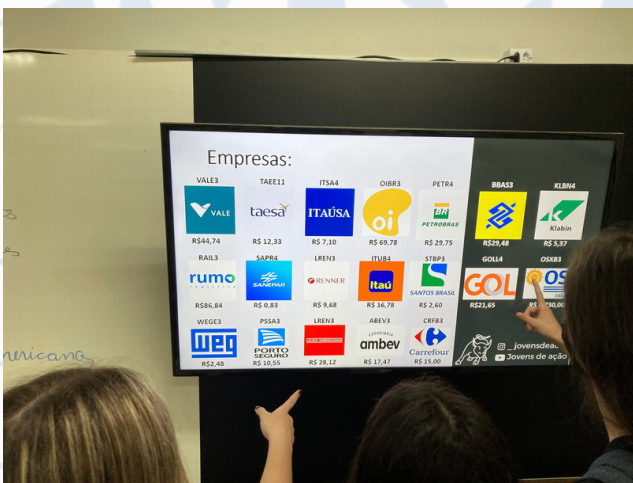 Empresas:
VALE3 TAEE11 ITSA4 OIBR3 PETR4 BBAS3 KLBN4
VALE taesa ITAÚSA oi BR PETROBRAS Klabin
R$44,74 R$ 12,33 R$ 7,10 R$ 69,78 R$ 29,75 R$29,48 R$ 5,37
RAIL3 SAPR4 LREN3 ITUB4 STBP3 GOLL4 OSXB3
rumo SANEPAR RENNER Itaú SANTOS BRASIL GOL OS
R$86,84 R$ 0,83 R$ 9,68 R$ 16,78 R$ 2,60 R$21,65
WEGE3 PSSA3 LREN3 ABEV3 CRFB3
weg PORTO SEGURO ambev Carrefour
R$2,48 R$ 10,55 R$ 28,12 R$ 17,47 R$ 15,00
Jovens de ação